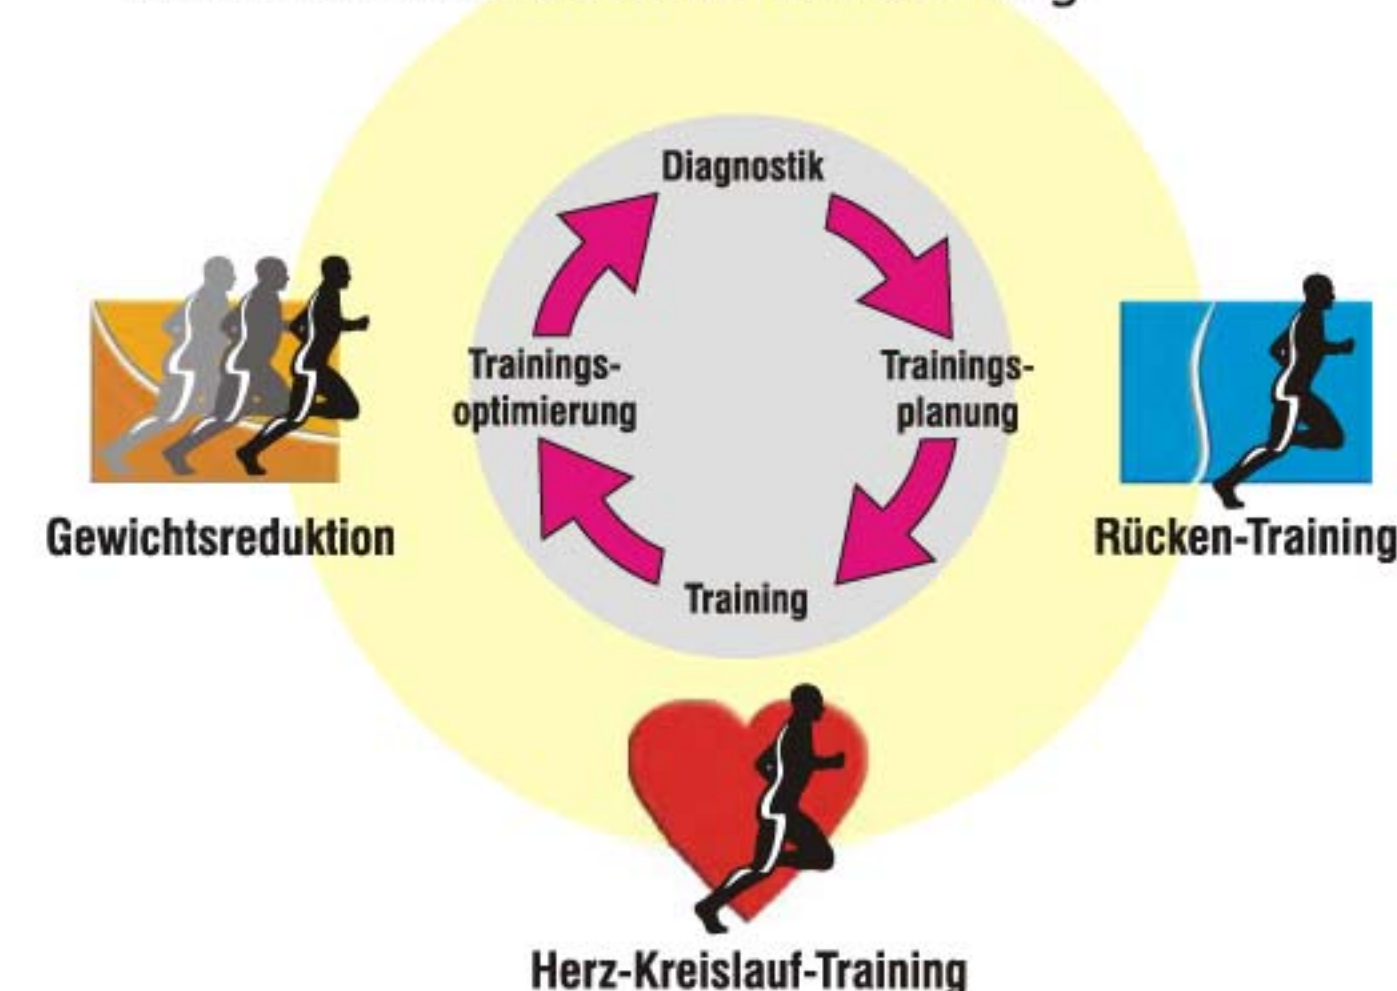 Diagnostik
Trainings-
optimierung
Trainings-
planung
Training
Gewichtsreduktion
Rücken-Training
Herz-Kreislauf-Training